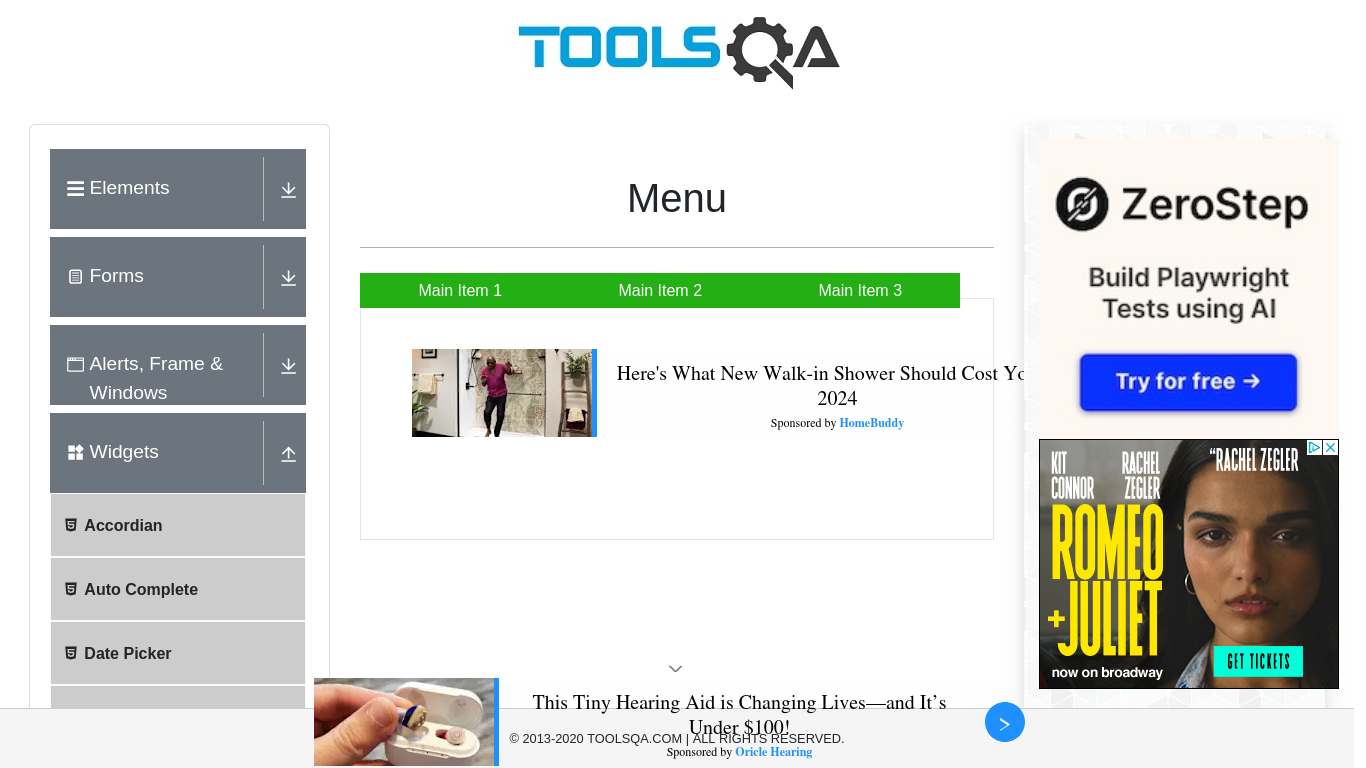 TOOLSQA
Elements
Forms
Alerts, Frame &
Windows
Widgets
Accordian
Auto Complete
Date Picker
Menu
Main Item 1
Main Item 2
Main Item 3
Here's What New Walk-in Shower Should Cost
2024
Sponsored by HomeBuddy
ZeroStep
Build Playwright
Tests using AI
Try for free →
KIT
CONNOR
RACHEL
ZEGLER
“RACHEL ZEGLER
ROMEO
+JULIET
now on broadway
GET TICKETS
This Tiny Hearing Aid is Changing Lives—and It’s
Under $100!
Sponsored by Oricle Hearing
© 2013-2020 TOOLSQA.COM | ALL RIGHTS RESERVED.